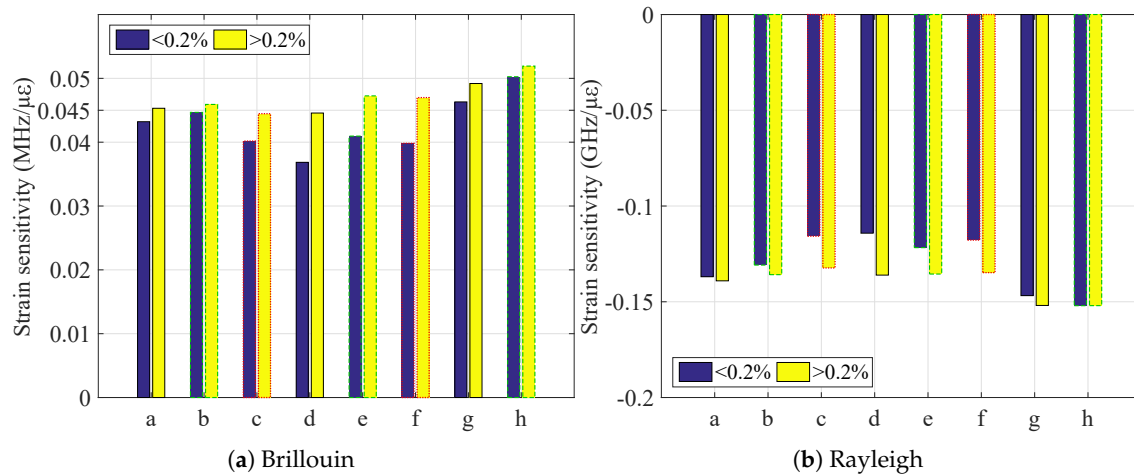 <0.2% >0.2%
Strain sensitivity (MHz/με)
0.05
0.045
0.04
0.03
0.02
0.01
0
a b c d e f g h
(a) Brillouin
Strain sensitivity (GHz/με)
0
-0.05
-0.1
-0.15
-0.2
<0.2% >0.2%
a b c d e f g h
(b) Rayleigh